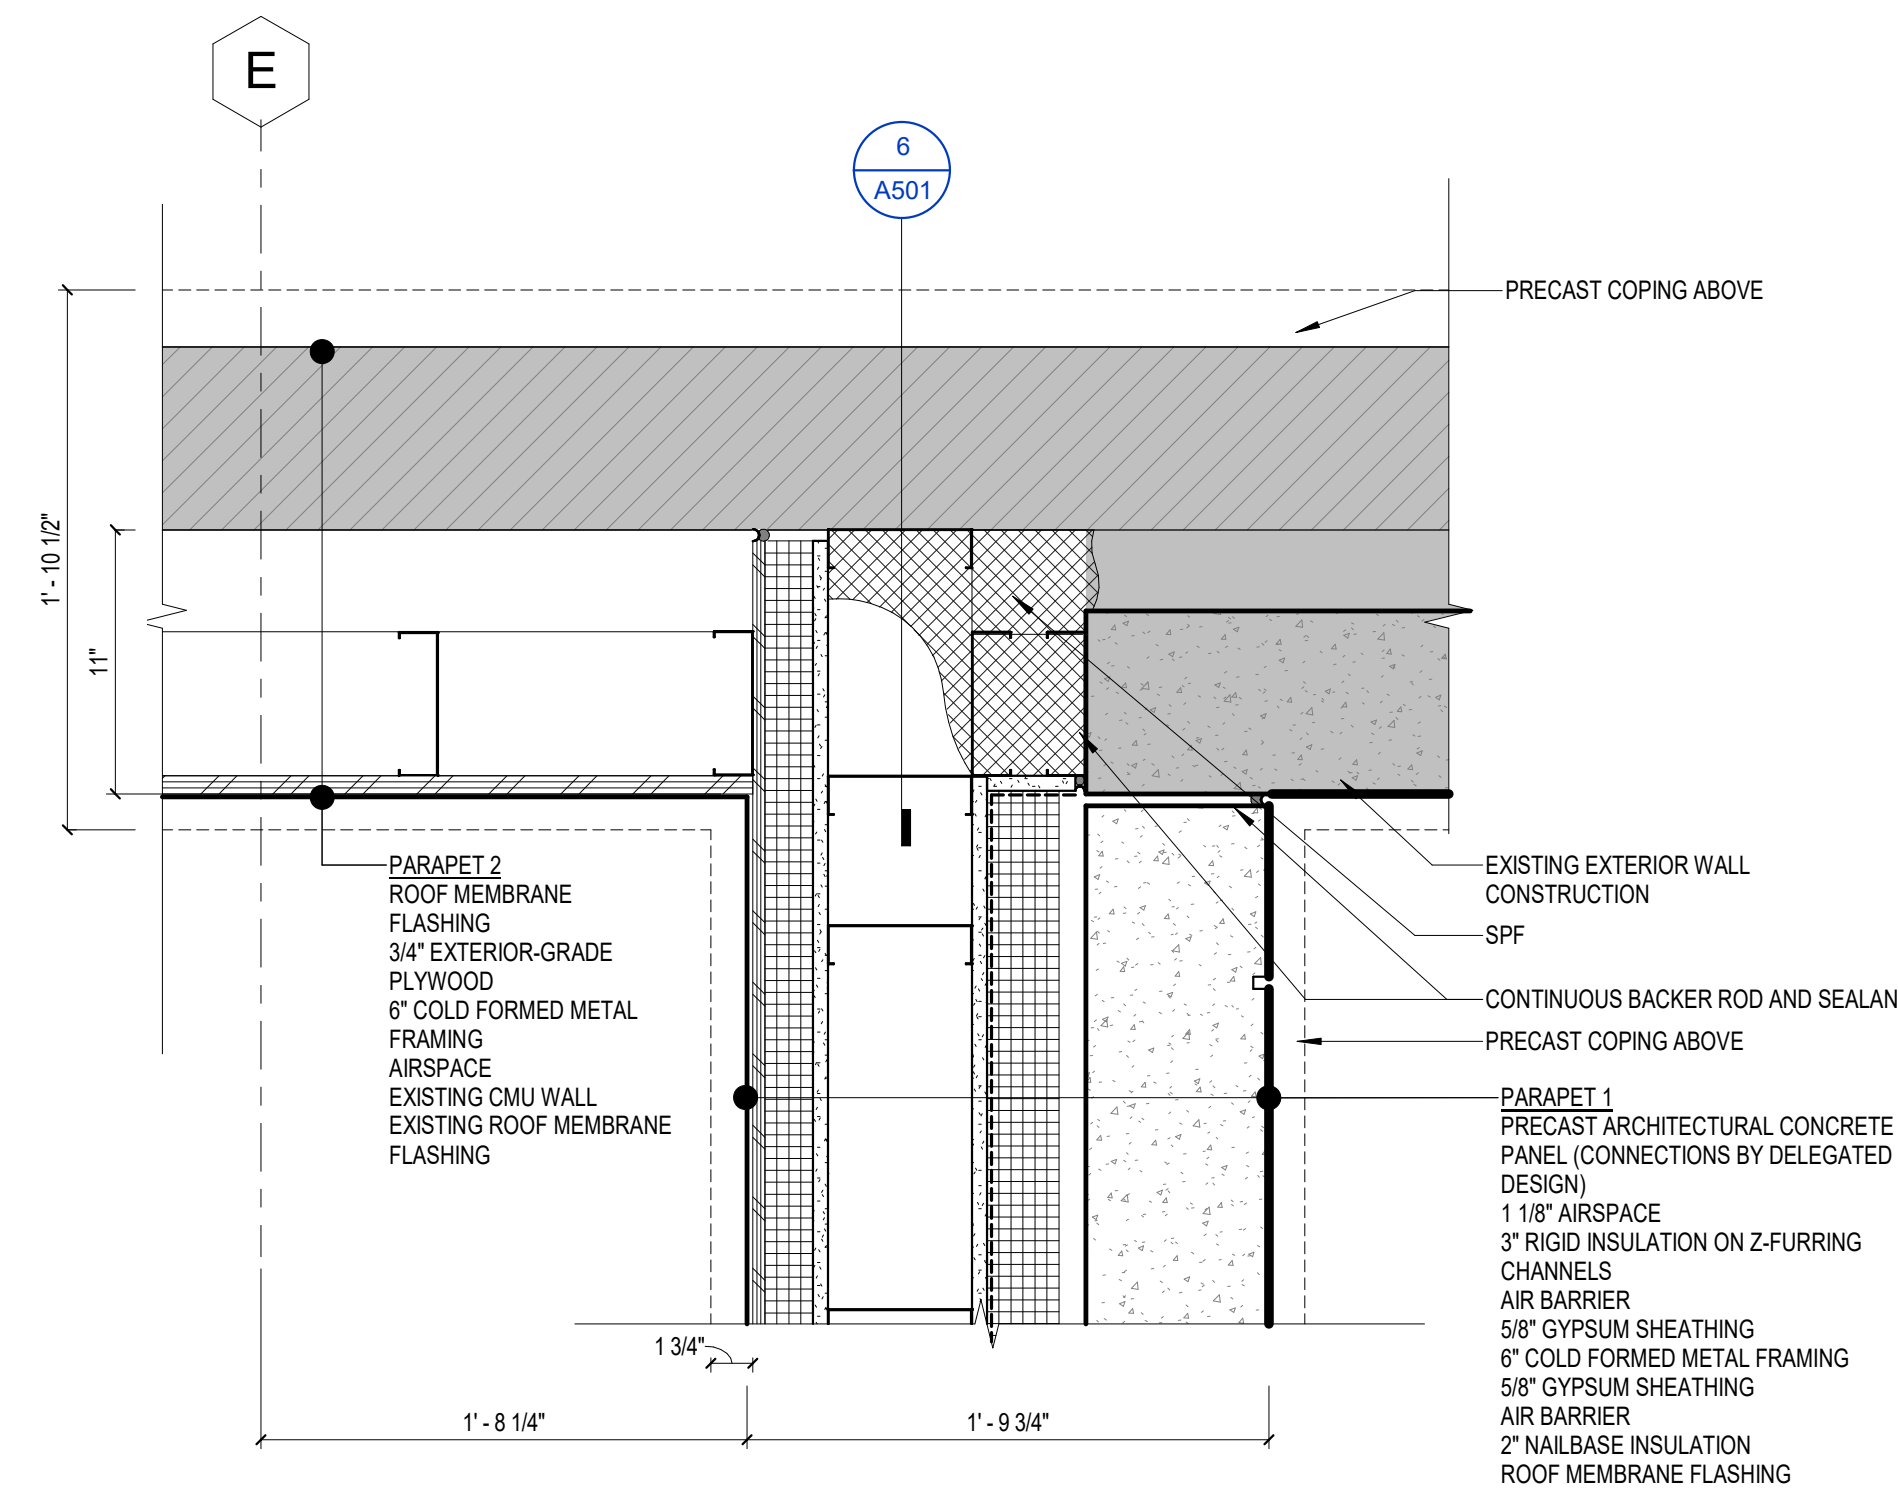 E
6
A501
PRECAST COPING ABOVE
1' - 10 1/2"
11"
PARAPET 2
ROOF MEMBRANE
FLASHING
3/4" EXTERIOR-GRADE
PLYWOOD
6" COLD FORMED METAL
FRAMING
AIRSPACE
EXISTING CMU WALL
EXISTING ROOF MEMBRANE
FLASHING
EXISTING EXTERIOR WALL
CONSTRUCTION
SPF
CONTINUOUS BACKER ROD AND SEALAN
PRECAST COPING ABOVE
PARAPET 1
PRECAST ARCHITECTURAL CONCRETE
PANEL (CONNECTIONS BY DELEGATED
DESIGN)
1 1/8" AIRSPACE
3" RIGID INSULATION ON Z-FURRING
CHANNELS
AIR BARRIER
5/8" GYPSUM SHEATHING
6" COLD FORMED METAL FRAMING
5/8" GYPSUM SHEATHING
AIR BARRIER
2" NAILBASE INSULATION
ROOF MEMBRANE FLASHING
1 3/4"
1' - 8 1/4"
1' - 9 3/4"